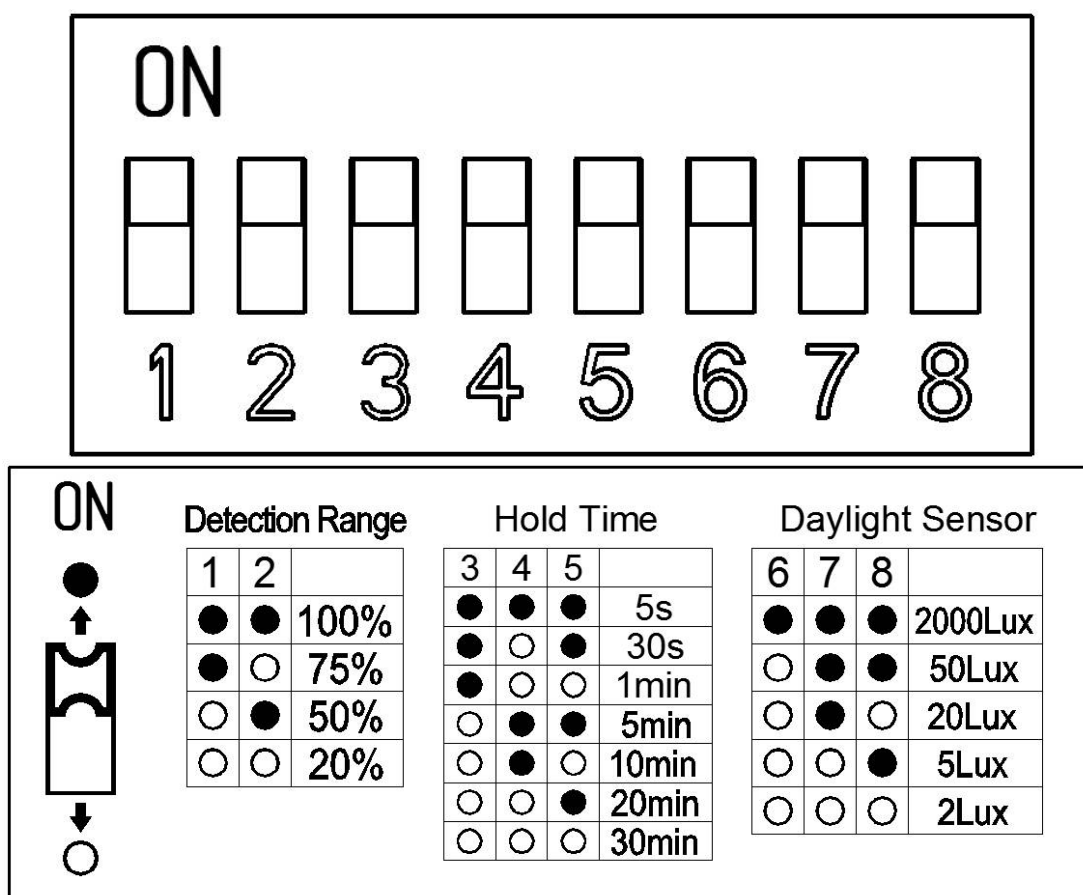 ON
1 2 3 4 5 6 7 8
ON
Detection Range
1 2
100%
75%
50%
20%
Hold Time
3 4 5
5s
30s
1min
5min
10min
20min
30min
Daylight Sensor
6 7 8
2000Lux
50Lux
20Lux
5Lux
2Lux